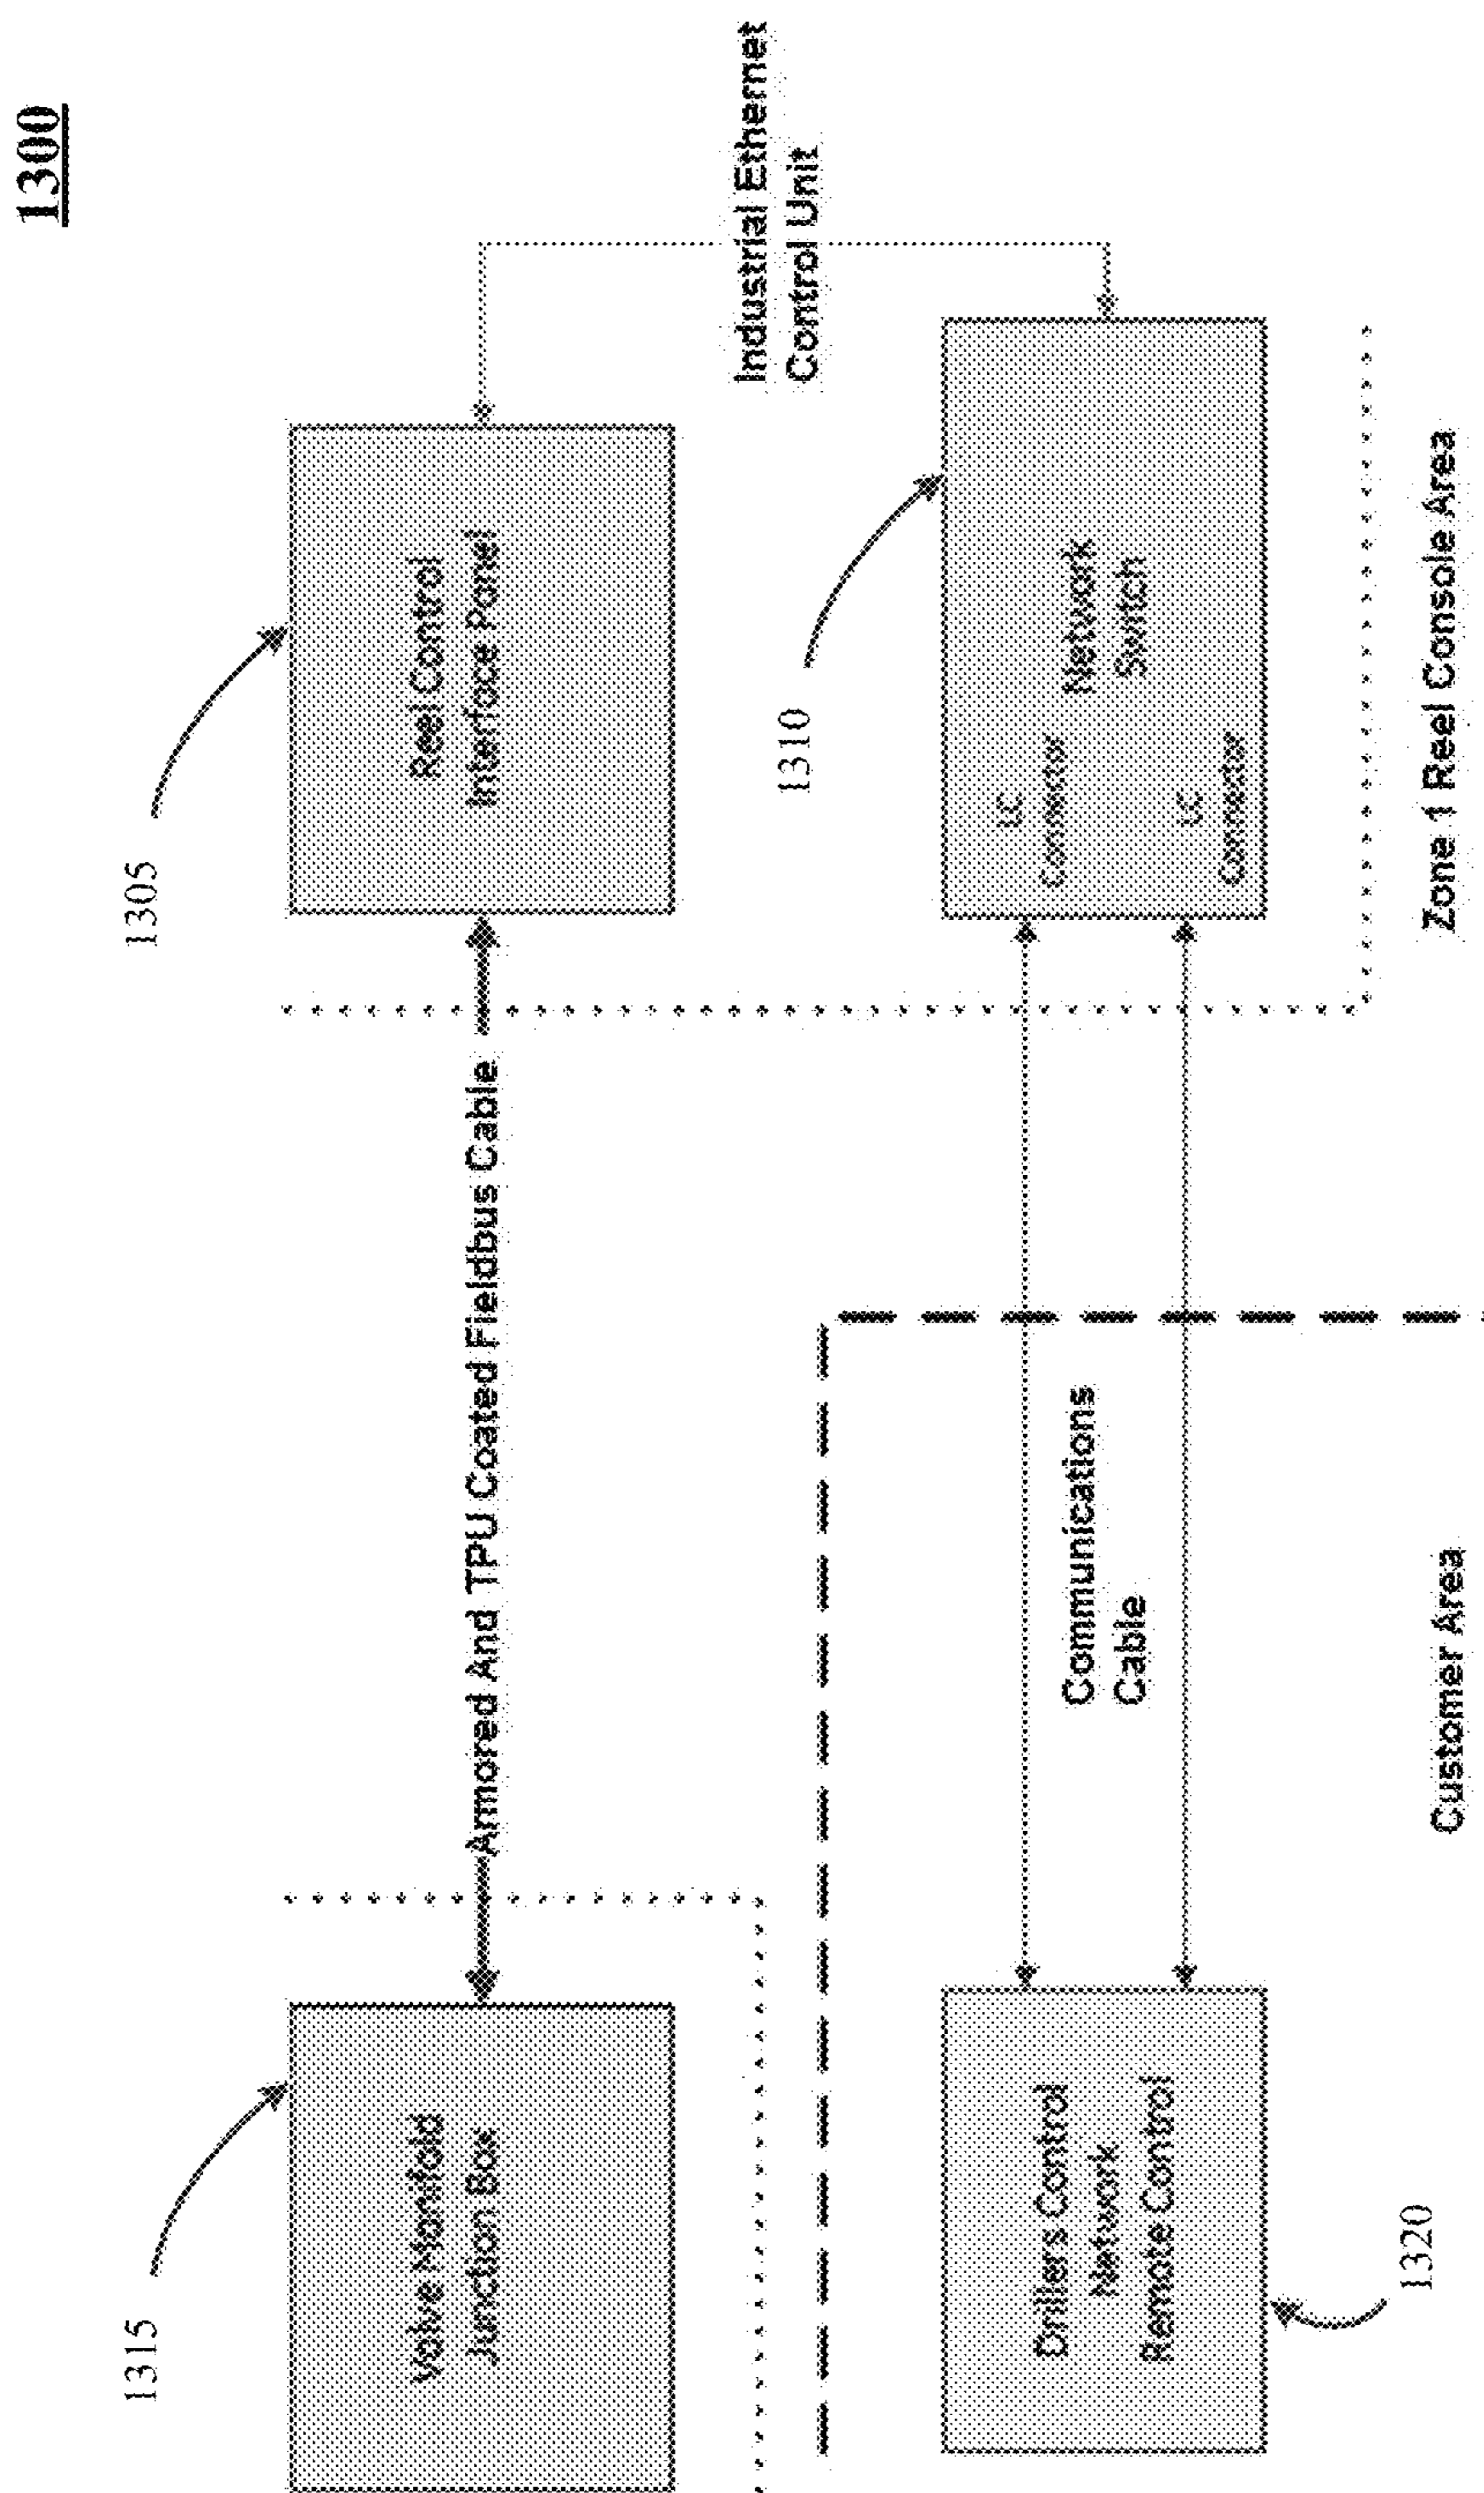 1300
1315
1305
Valve Manifold
Junction Box
Armored And TPU Coated Fieldbus Cable
Reel Control
Interface Panel
Industrial Ethernet
Control Unit
1310
Drillers Control
Network
Remote Control
Communications
Cable
LC
Connector
Network
Switch
LC
Connector
1320
Customer Area
Zone 1 Reel Console Area